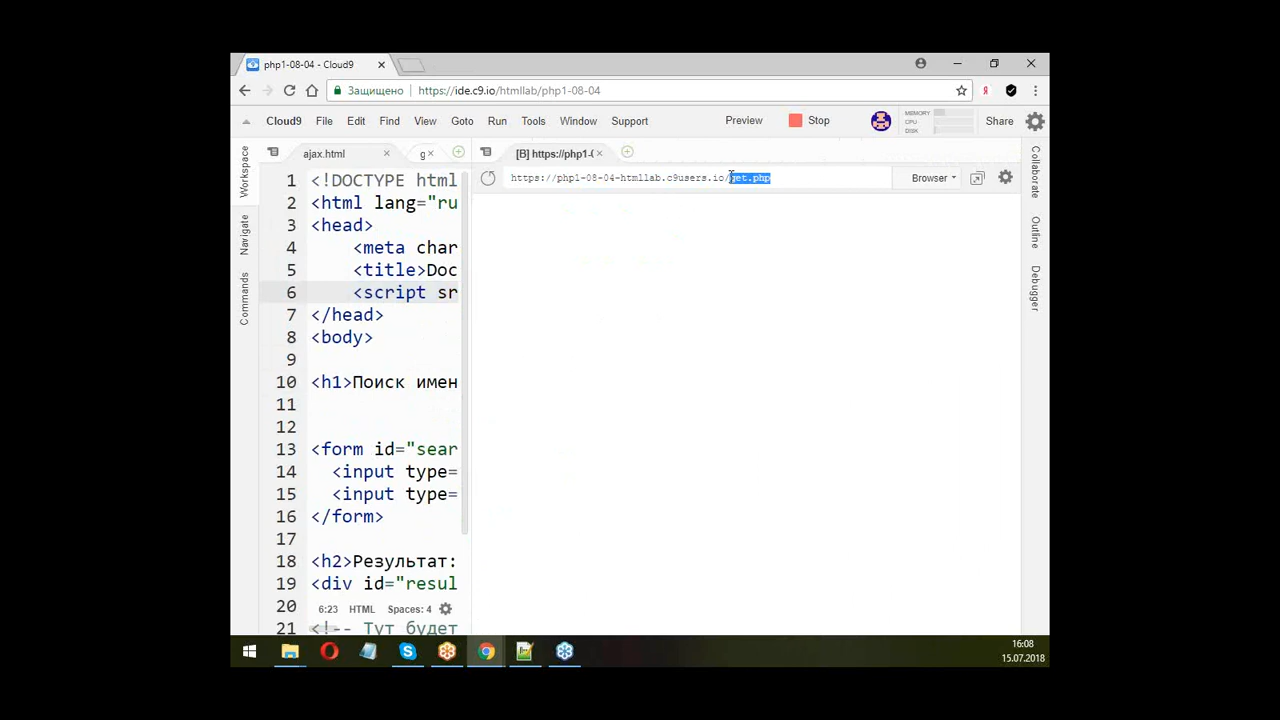 php1-08-04 - Cloud9
Защищено https://ide.c9.io/htmllab/php1-08-04
Cloud9 File Edit Find View Goto Run Tools Window Support Preview Stop MEMORY CPU DISK Share
Workspace
Navigate
Commands
ajax.html g
[B] https://php1-(
https://php1-08-04-htmllab.c9users.io/get.php Browser
Collaborate
Outline
Debugger
1 <!DOCTYPE html
2 <html lang="ru
3 <head>
4 <meta char
5 <title>Doc
6 <script sr
7 </head>
8 <body>
9
10 <h1>Поиск имен
11
12
13 <form id="sear
14 <input type=
15 <input type=
16 </form>
17
18 <h2>Результат:
19 <div id="resul
20
21 <!-- Тут будет
6:23 HTML Spaces: 4
16:08
15.07.2018